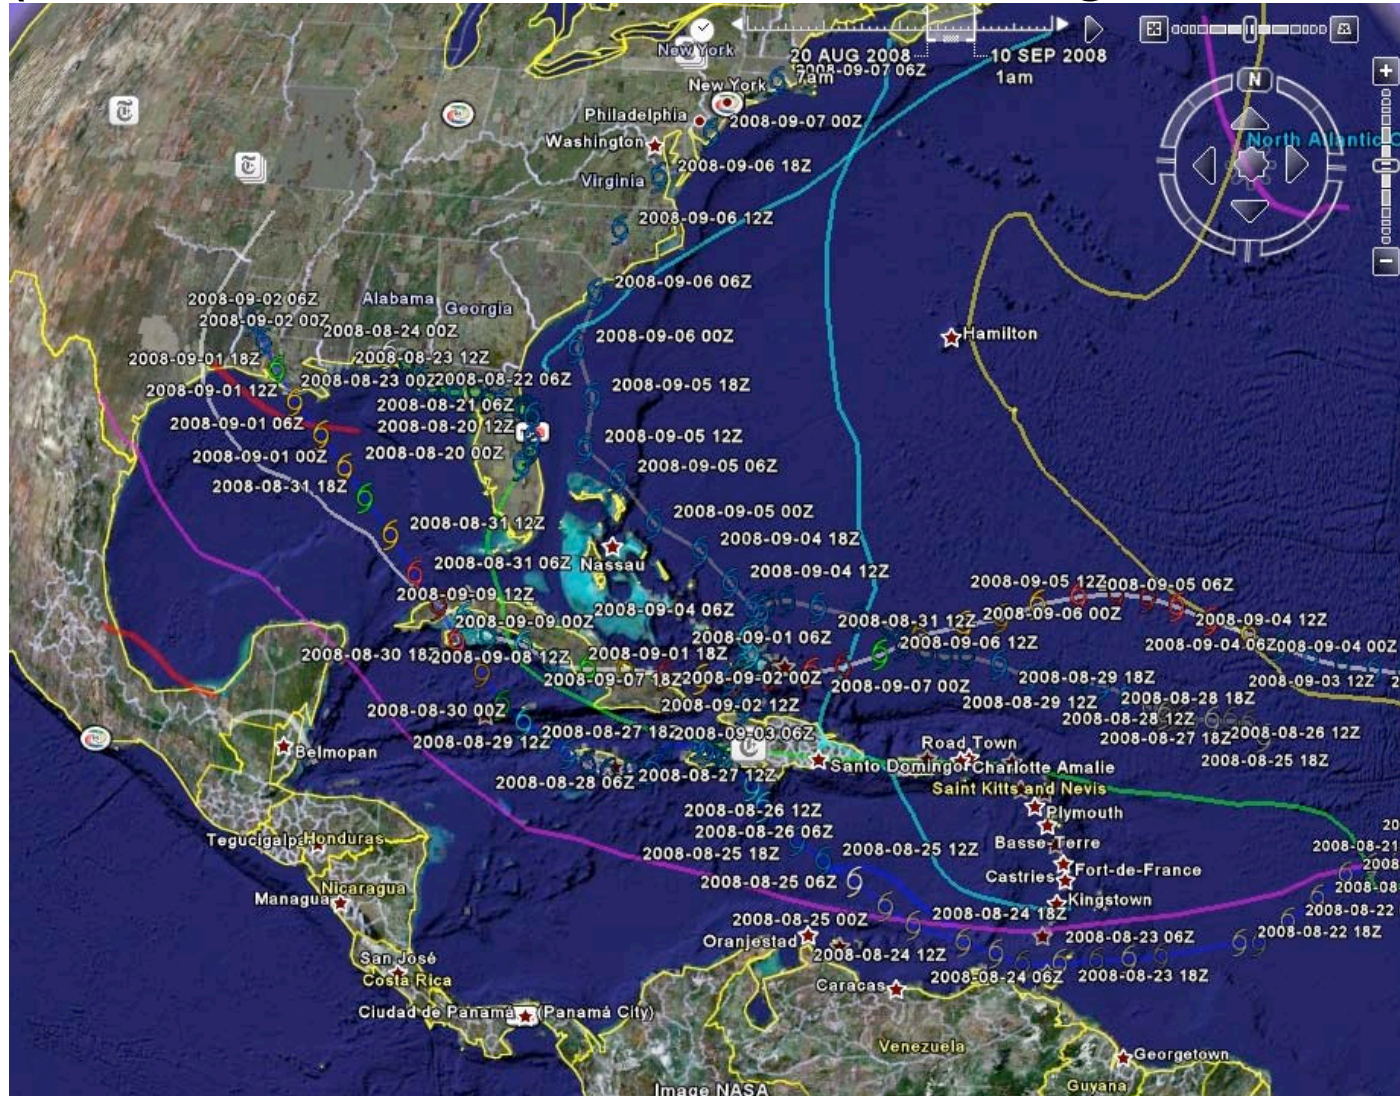 New York
20 AUG 2008
7am
10 SEP 2008
1am
2008-09-07 06Z
N
New York
Philadelphia
2008-09-07 00Z
Washington
North Atlantic
2008-09-06 18Z
Virginia
2008-09-06 12Z
2008-09-06 06Z
2008-09-02 06Z
Alabama
Georgia
2008-09-02 00Z
2008-08-24 00Z
2008-09-06 00Z
Hamilton
2008-09-01 18Z
2008-08-23 12Z
2008-09-01 12Z
2008-08-23 00Z
2008-08-22 06Z
2008-09-05 18Z
2008-08-21 06Z
2008-09-01 06Z
2008-08-20 12Z
2008-09-05 12Z
2008-09-01 00Z
2008-08-20 00Z
2008-09-05 06Z
2008-08-31 18Z
2008-09-05 00Z
2008-08-31 12Z
2008-09-04 18Z
2008-08-31 06Z
Nassau
2008-09-04 12Z
2008-09-05 12Z
2008-09-05 06Z
2008-09-09 12Z
2008-09-04 06Z
2008-09-06 00Z
2008-09-09 00Z
2008-08-31 12Z
2008-09-04 12Z
2008-09-01 06Z
2008-09-06 12Z
2008-09-04 06Z
2008-09-04 00Z
2008-08-30 18Z
2008-09-08 12Z
2008-09-01 18Z
2008-09-07 18Z
2008-09-02 00Z
2008-09-07 00Z
2008-08-29 18Z
2008-09-03 12Z
2008-08-30 00Z
2008-09-02 12Z
2008-08-29 12Z
2008-08-28 18Z
2008-08-28 12Z
2008-08-29 12Z
2008-08-27 18Z
2008-09-03 06Z
2008-08-27 18Z
2008-08-26 12Z
Belmopan
Road Town
2008-08-25 18Z
2008-08-28 06Z
2008-08-27 12Z
Santo Domingo
Charlotte Amalie
Saint Kitts and Nevis
2008-08-26 12Z
Plymouth
2008-08-26 06Z
Tegucigalpa
Honduras
Basse-Terre
2008-08-21
2008-08-25 18Z
2008-08-25 12Z
Fort-de-France
2008-08-25 06Z
Castries
Nicaragua
Managua
Kingstown
2008-08-22
2008-08-25 00Z
2008-08-24 18Z
2008-08-22 18Z
Oranjestad
2008-08-23 06Z
2008-08-24 12Z
San José
Costa Rica
2008-08-24 06Z
2008-08-23 18Z
Caracas
Ciudad de Panamá (Panamá City)
Venezuela
Georgetown
Guyana
Image NASA